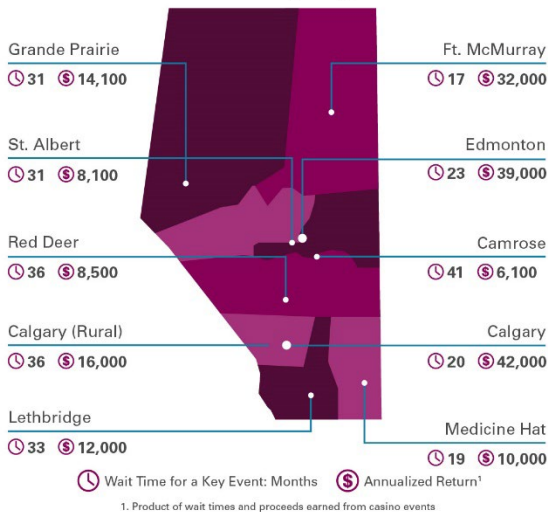 Grande Prairie
31 $ 14,100
St. Albert
31 $ 8,100
Red Deer
36 $ 8,500
Calgary (Rural)
36 $ 16,000
Lethbridge
33 $ 12,000
Ft. McMurray
17 $ 32,000
Edmonton
23 $ 39,000
Camrose
41 $ 6,100
Calgary
20 $ 42,000
Medicine Hat
19 $ 10,000
Wait Time for a Key Event: Months $ Annualized Return¹
1. Product of wait times and proceeds earned from casino events